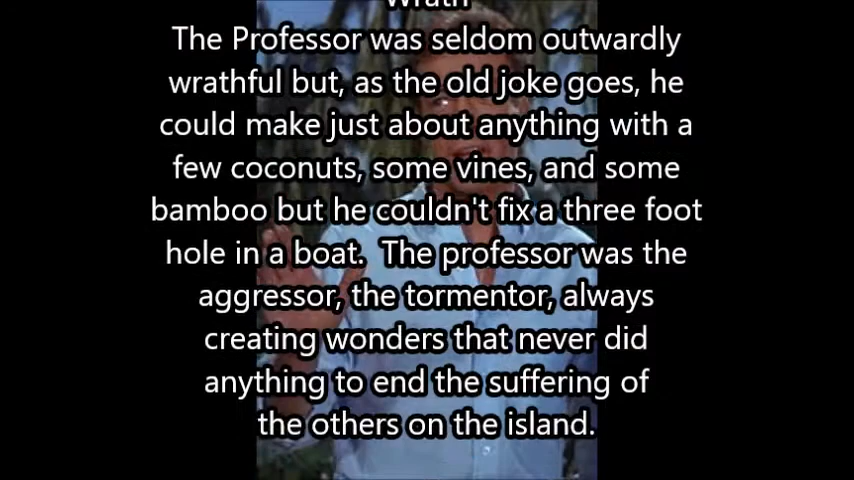 Wrath
The Professor was seldom outwardly
wrathful but, as the old joke goes, he
could make just about anything with a
few coconuts, some vines, and some
bamboo but he couldn't fix a three foot
hole in a boat.  The professor was the
aggressor, the tormentor, always
creating wonders that never did
anything to end the suffering of
the others on the island.